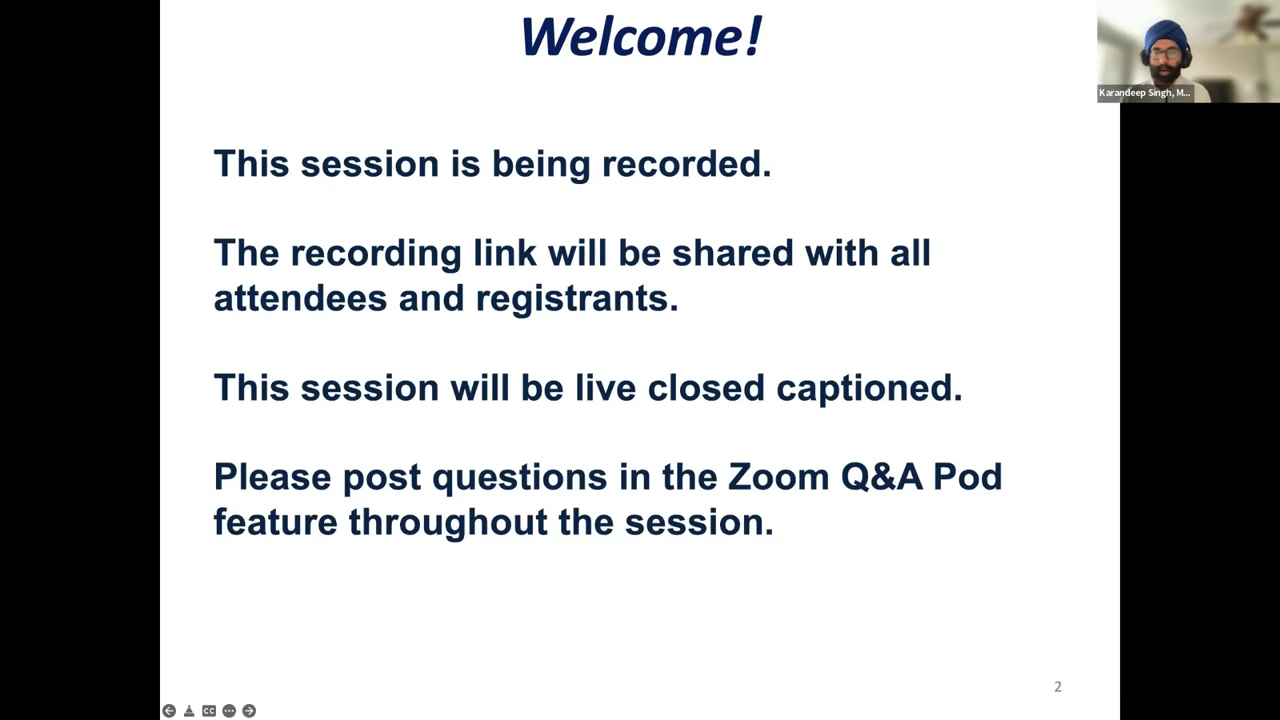 Welcome!
Karandeep Singh, M...
This session is being recorded.
The recording link will be shared with all
attendees and registrants.
This session will be live closed captioned.
Please post questions in the Zoom Q&A Pod
feature throughout the session.
2
CC